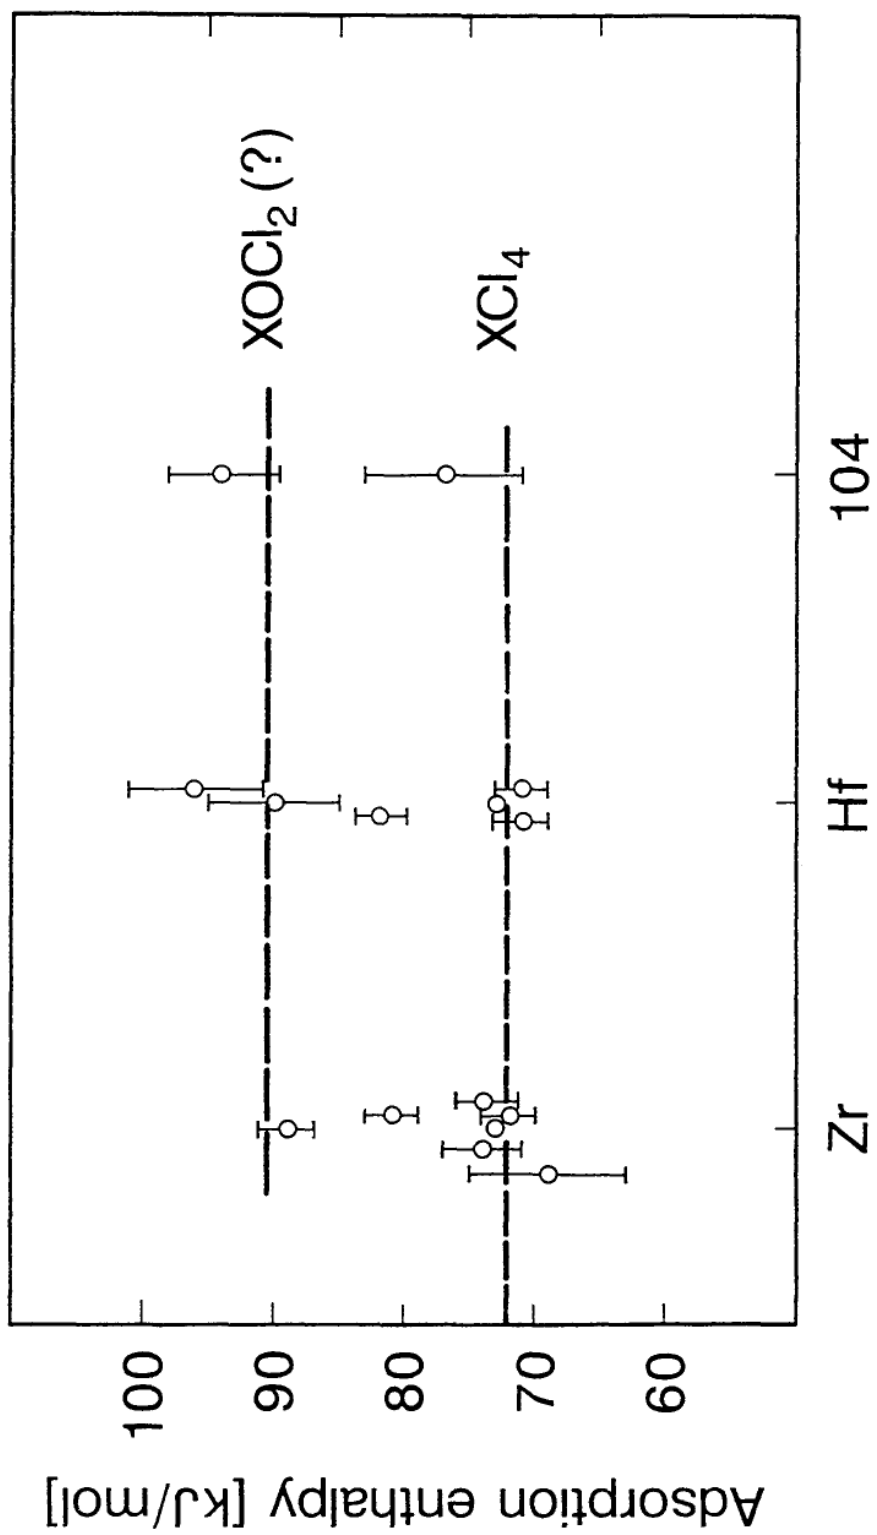 Adsorption enthalpy [kJ/mol]
100
90
80
70
60
XOCl₂ (?)
XCl₄
Zr
Hf
104